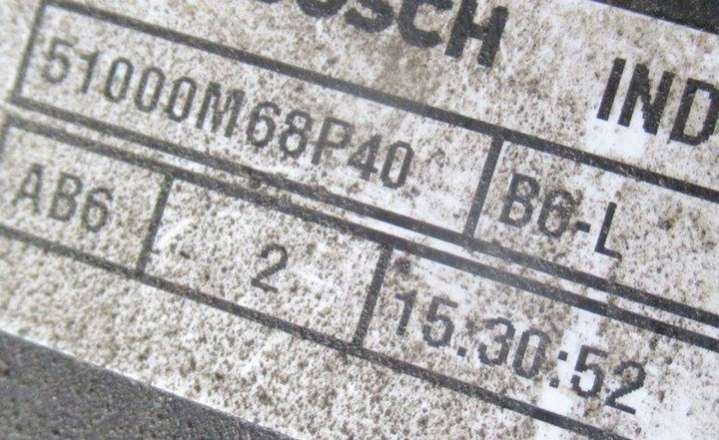 BOSCH IND
51000M68P40 B6-L
AB6 2 15:30:52